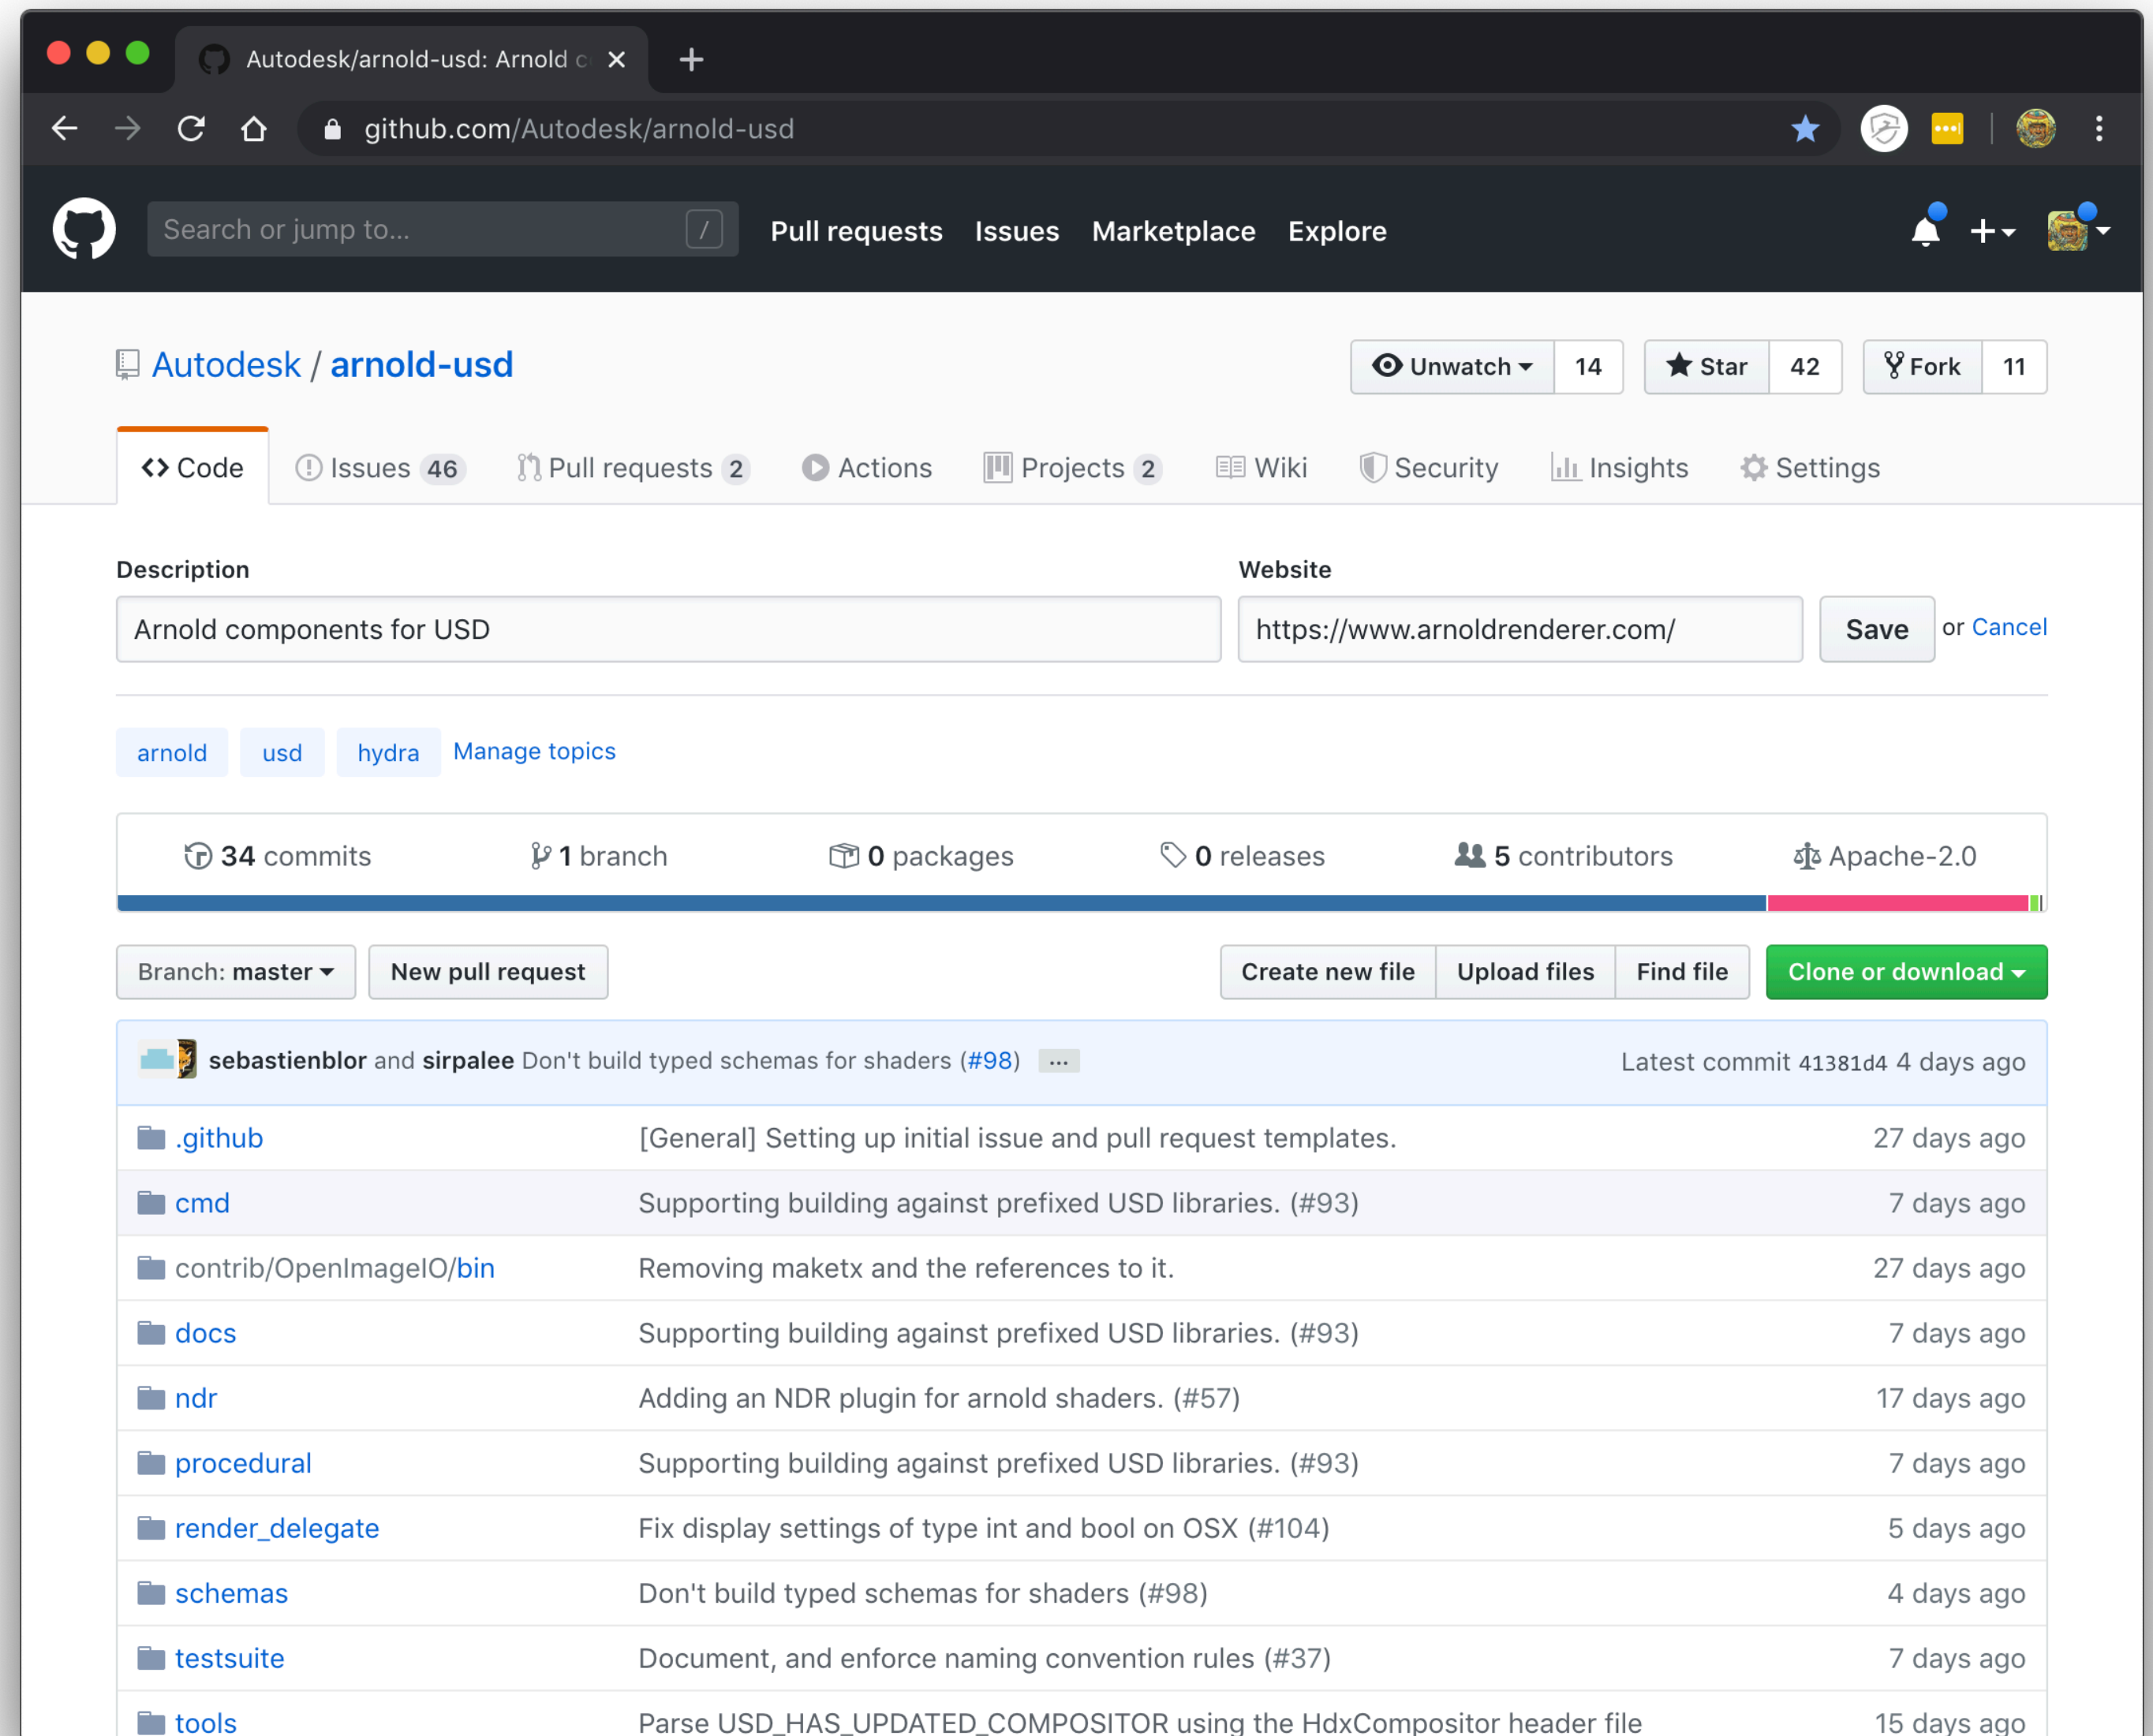 Autodesk/arnold-usd: Arnold c
github.com/Autodesk/arnold-usd
Search or jump to... / Pull requests Issues Marketplace Explore
Autodesk / arnold-usd Unwatch 14 Star 42 Fork 11
Code Issues 46 Pull requests 2 Actions Projects 2 Wiki Security Insights Settings
Description Website
Arnold components for USD https://www.arnoldrenderer.com/ Save or Cancel
arnold usd hydra Manage topics
34 commits 1 branch 0 packages 0 releases 5 contributors Apache-2.0
Branch: master New pull request Create new file Upload files Find file Clone or download
sebastienblor and sirpalee Don't build typed schemas for shaders (#98) ... Latest commit 41381d4 4 days ago
.github [General] Setting up initial issue and pull request templates. 27 days ago
cmd Supporting building against prefixed USD libraries. (#93) 7 days ago
contrib/OpenImageIO/bin Removing maketx and the references to it. 27 days ago
docs Supporting building against prefixed USD libraries. (#93) 7 days ago
ndr Adding an NDR plugin for arnold shaders. (#57) 17 days ago
procedural Supporting building against prefixed USD libraries. (#93) 7 days ago
render_delegate Fix display settings of type int and bool on OSX (#104) 5 days ago
schemas Don't build typed schemas for shaders (#98) 4 days ago
testsuite Document, and enforce naming convention rules (#37) 7 days ago
tools Parse USD_HAS_UPDATED_COMPOSITOR using the HdxCompositor header file 15 days ago